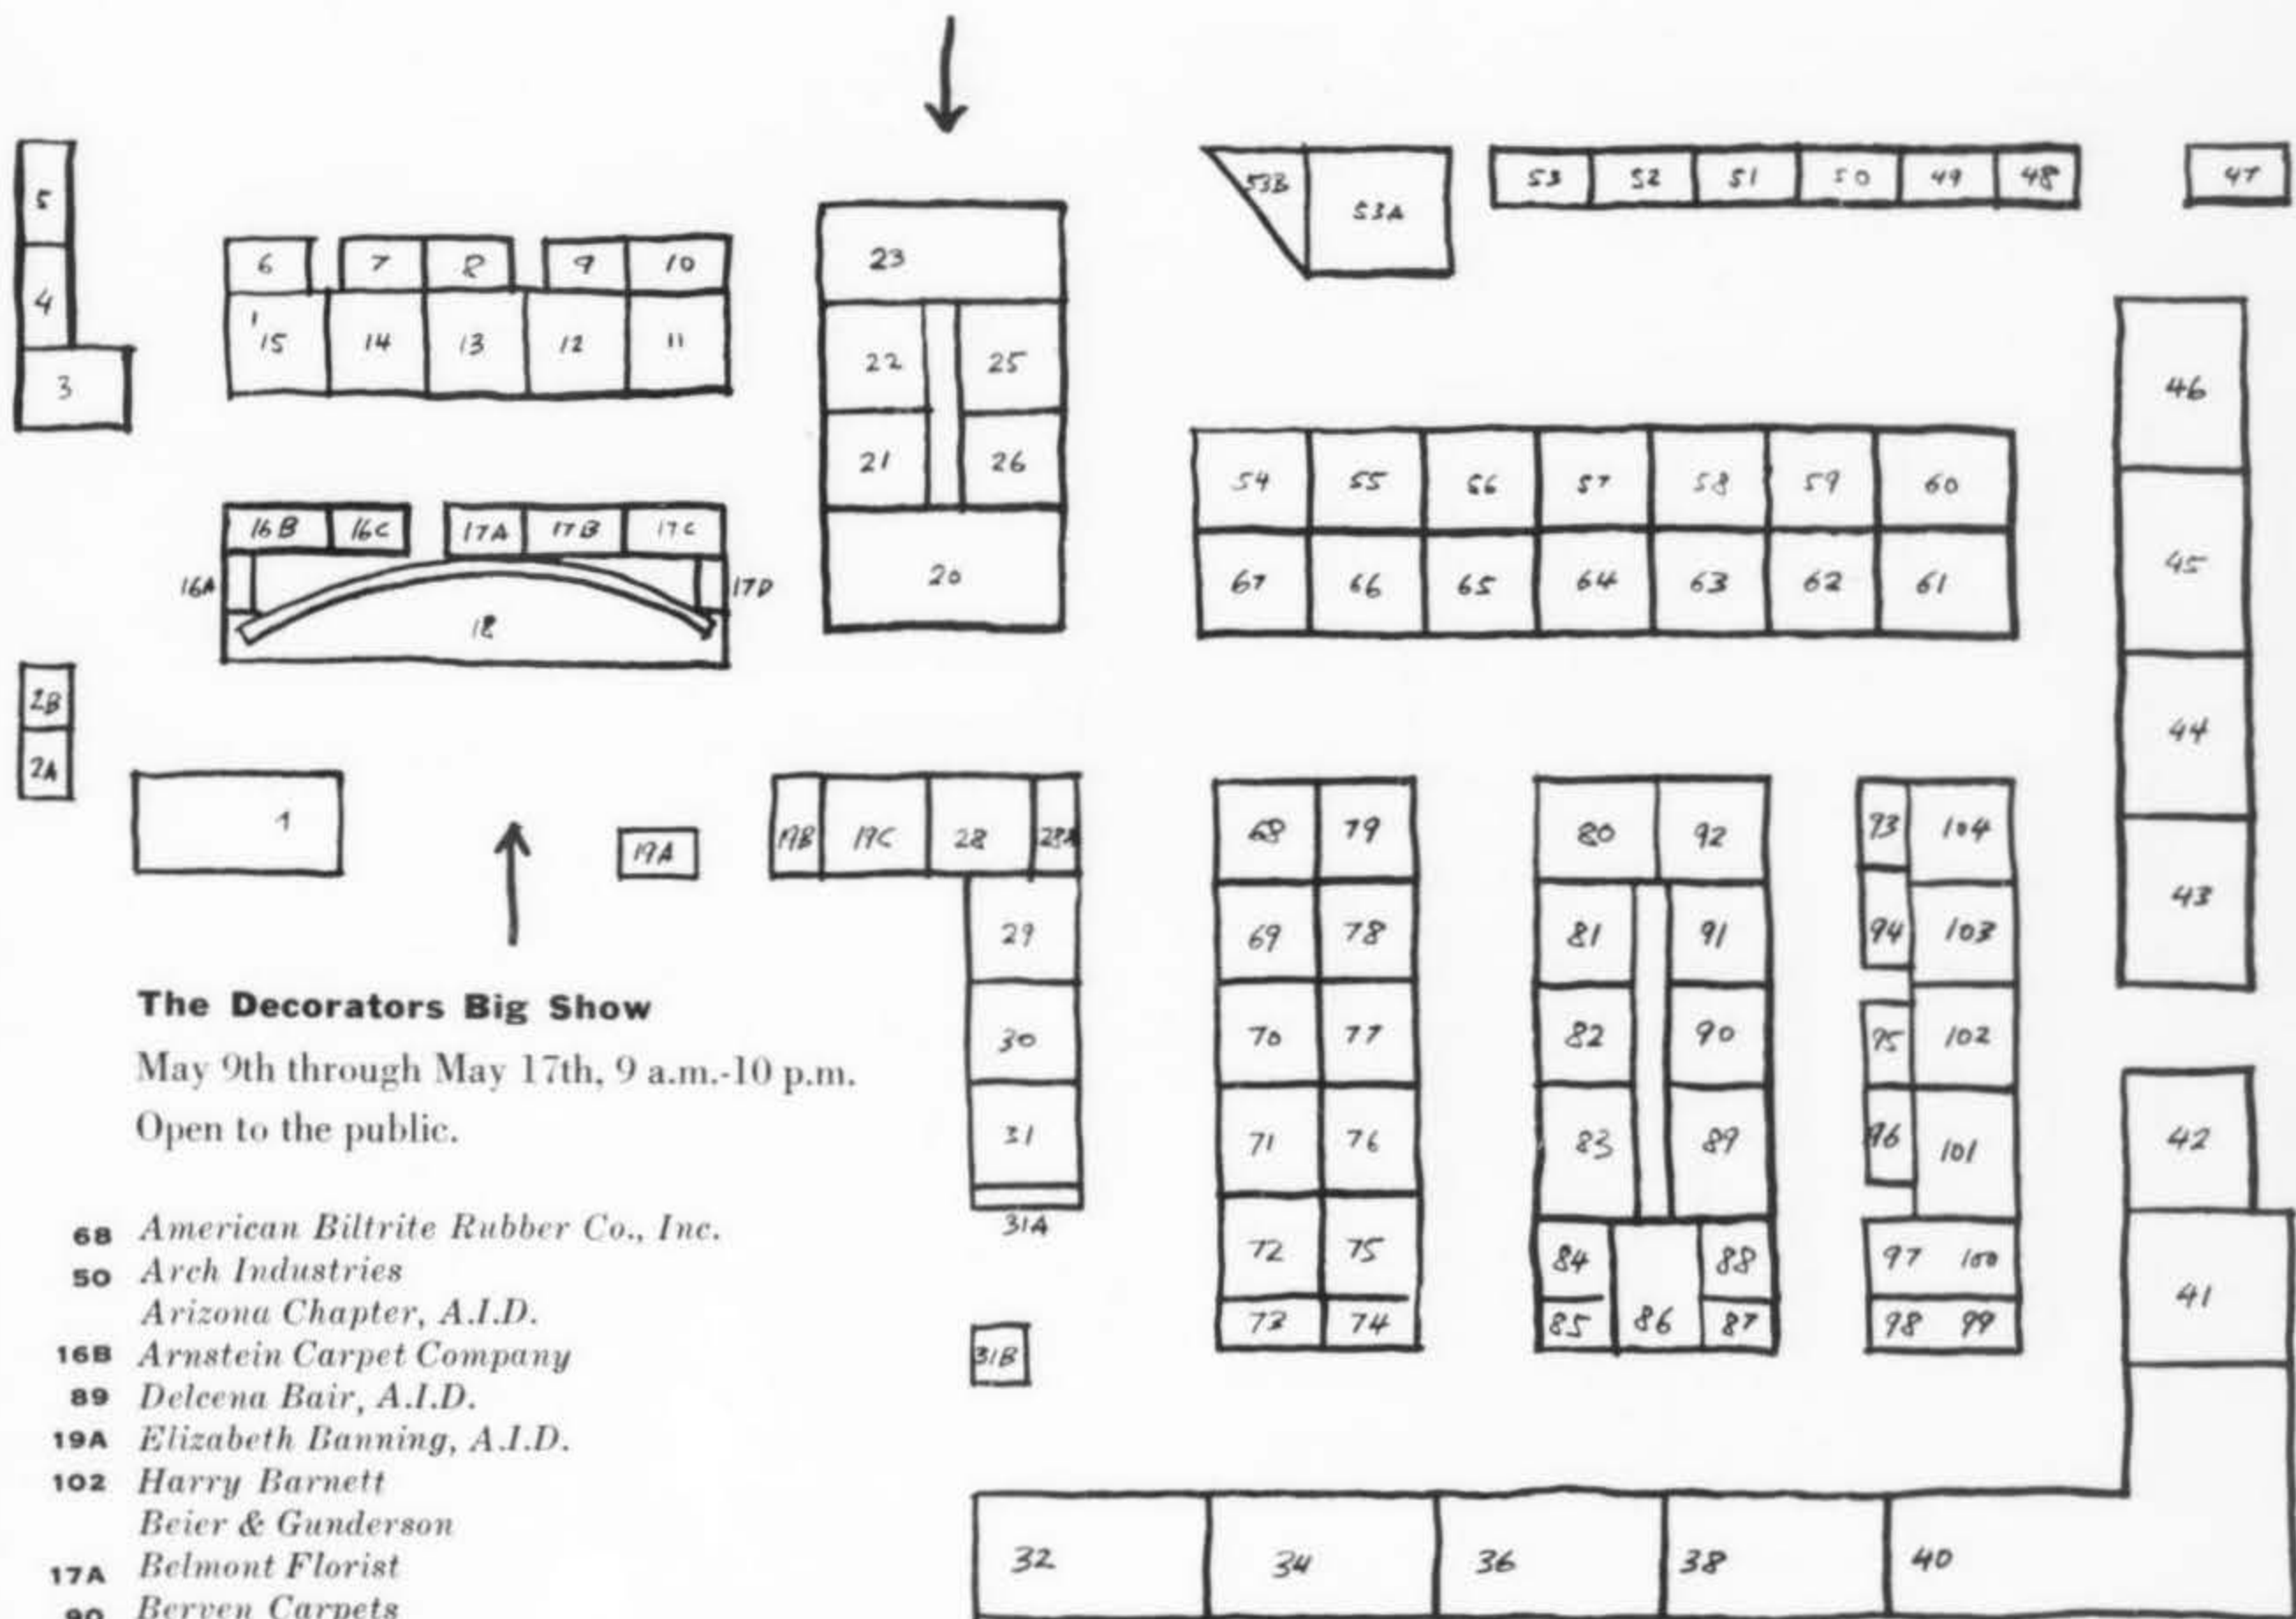 5
4
3
6 7 8 9 10
15 14 13 12 11
23
22 25
21 26
20
53B 53A 53 52 51 50 49 48 47
46
45
44
43
16B 16C 17A 17B 17C
16A 17D
18
54 55 56 57 58 59 60
67 66 65 64 63 62 61
2B
2A
1
19A 19B 19C 28 28A
29
30
31
31A
31B
68 79
69 78
70 77
71 76
72 75
73 74
80 92
81 91
82 90
83 89
84 88
85 86 87
93 104
94 103
95 102
96 101
97 100
98 99
42
41
32 34 36 38 40
The Decorators Big Show
May 9th through May 17th, 9 a.m.-10 p.m.
Open to the public.
68 American Biltrite Rubber Co., Inc.
50 Arch Industries
Arizona Chapter, A.I.D.
16B Arnstein Carpet Company
89 Delcena Bair, A.I.D.
19A Elizabeth Banning, A.I.D.
102 Harry Barnett
Beier & Gunderson
17A Belmont Florist
90 Berven Carpets